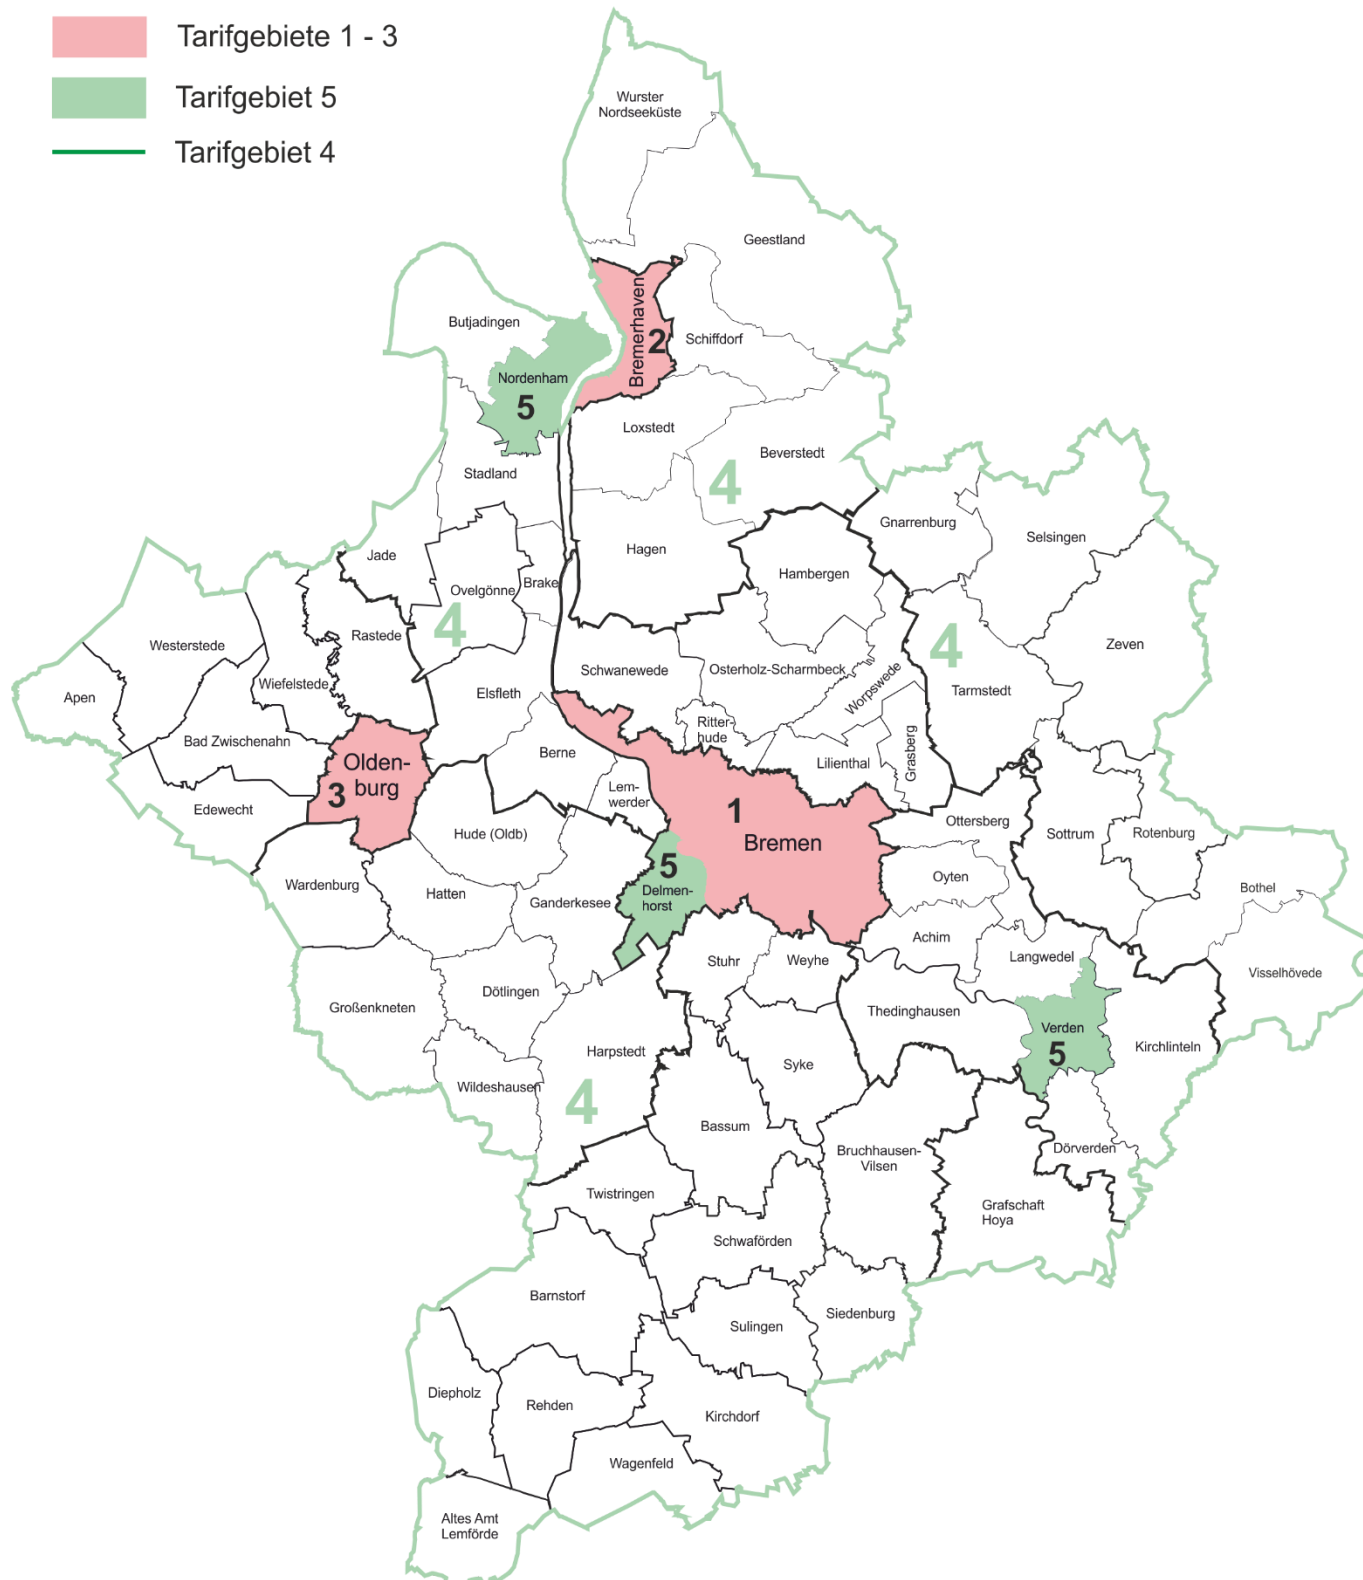 Tarifgebiete 1 - 3
Tarifgebiet 5
Tarifgebiet 4
Wurster
Nordseeküste
Geestland
Butjadingen
Bremerhaven
2
Schiffdorf
Nordenham
5
Loxstedt
Beverstedt
4
Stadland
Gnarrenburg
Selsingen
Hagen
Jade
Hambergen
Ovelgönne
Brake
4
Rastede
Westerstede
4
Zeven
Schwanewede
Osterholz-Scharmbeck
Worpswede
Wiefelstede
Elsfleth
Tarmstedt
Apen
Ritter-
hude
Bad Zwischenahn
Berne
Lilienthal
Grasberg
Olden-
burg
3
Lem-
werder
Edewecht
1
Bremen
Ottersberg
Hude (Oldb)
Sottrum
Rotenburg
5
Delmen-
horst
Wardenburg
Hatten
Ganderkesee
Oyten
Bothel
Achim
Langwedel
Stuhr
Weyhe
Visselhövede
Dötlingen
Großenkneten
Thedinghausen
Verden
5
Kirchlinteln
Harpstedt
Syke
Wildeshausen
4
Bassum
Bruchhausen-
Vilsen
Dörverden
Twistringen
Grafschaft
Hoya
Schwaförden
Barnstorf
Siedenburg
Sulingen
Diepholz
Rehden
Kirchdorf
Wagenfeld
Altes Amt
Lemförde